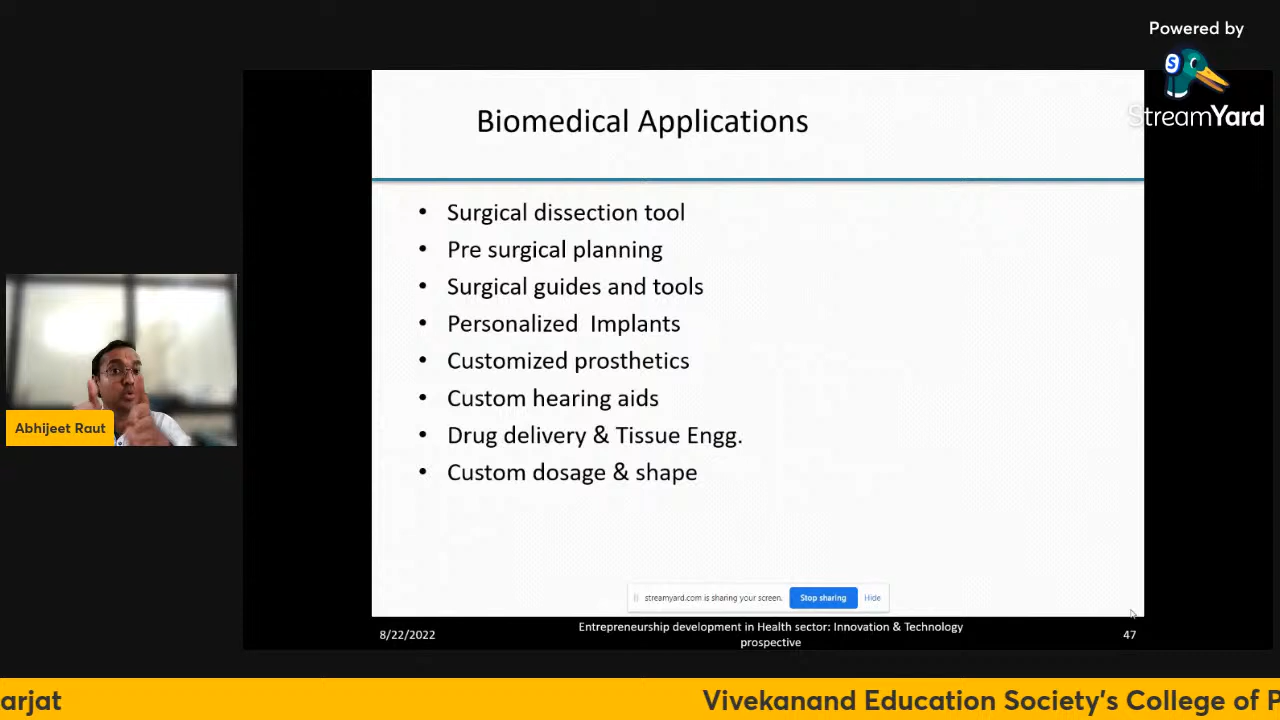 Powered by
StreamYard
Biomedical Applications
• Surgical dissection tool
• Pre surgical planning
• Surgical guides and tools
• Personalized Implants
• Customized prosthetics
• Custom hearing aids
• Drug delivery & Tissue Engg.
• Custom dosage & shape
Abhijeet Raut
streamyard.com is sharing your screen. Stop sharing Hide
8/22/2022
Entrepreneurship development in Health sector: Innovation & Technology
prospective
47
arjat Vivekanand Education Society's College of P